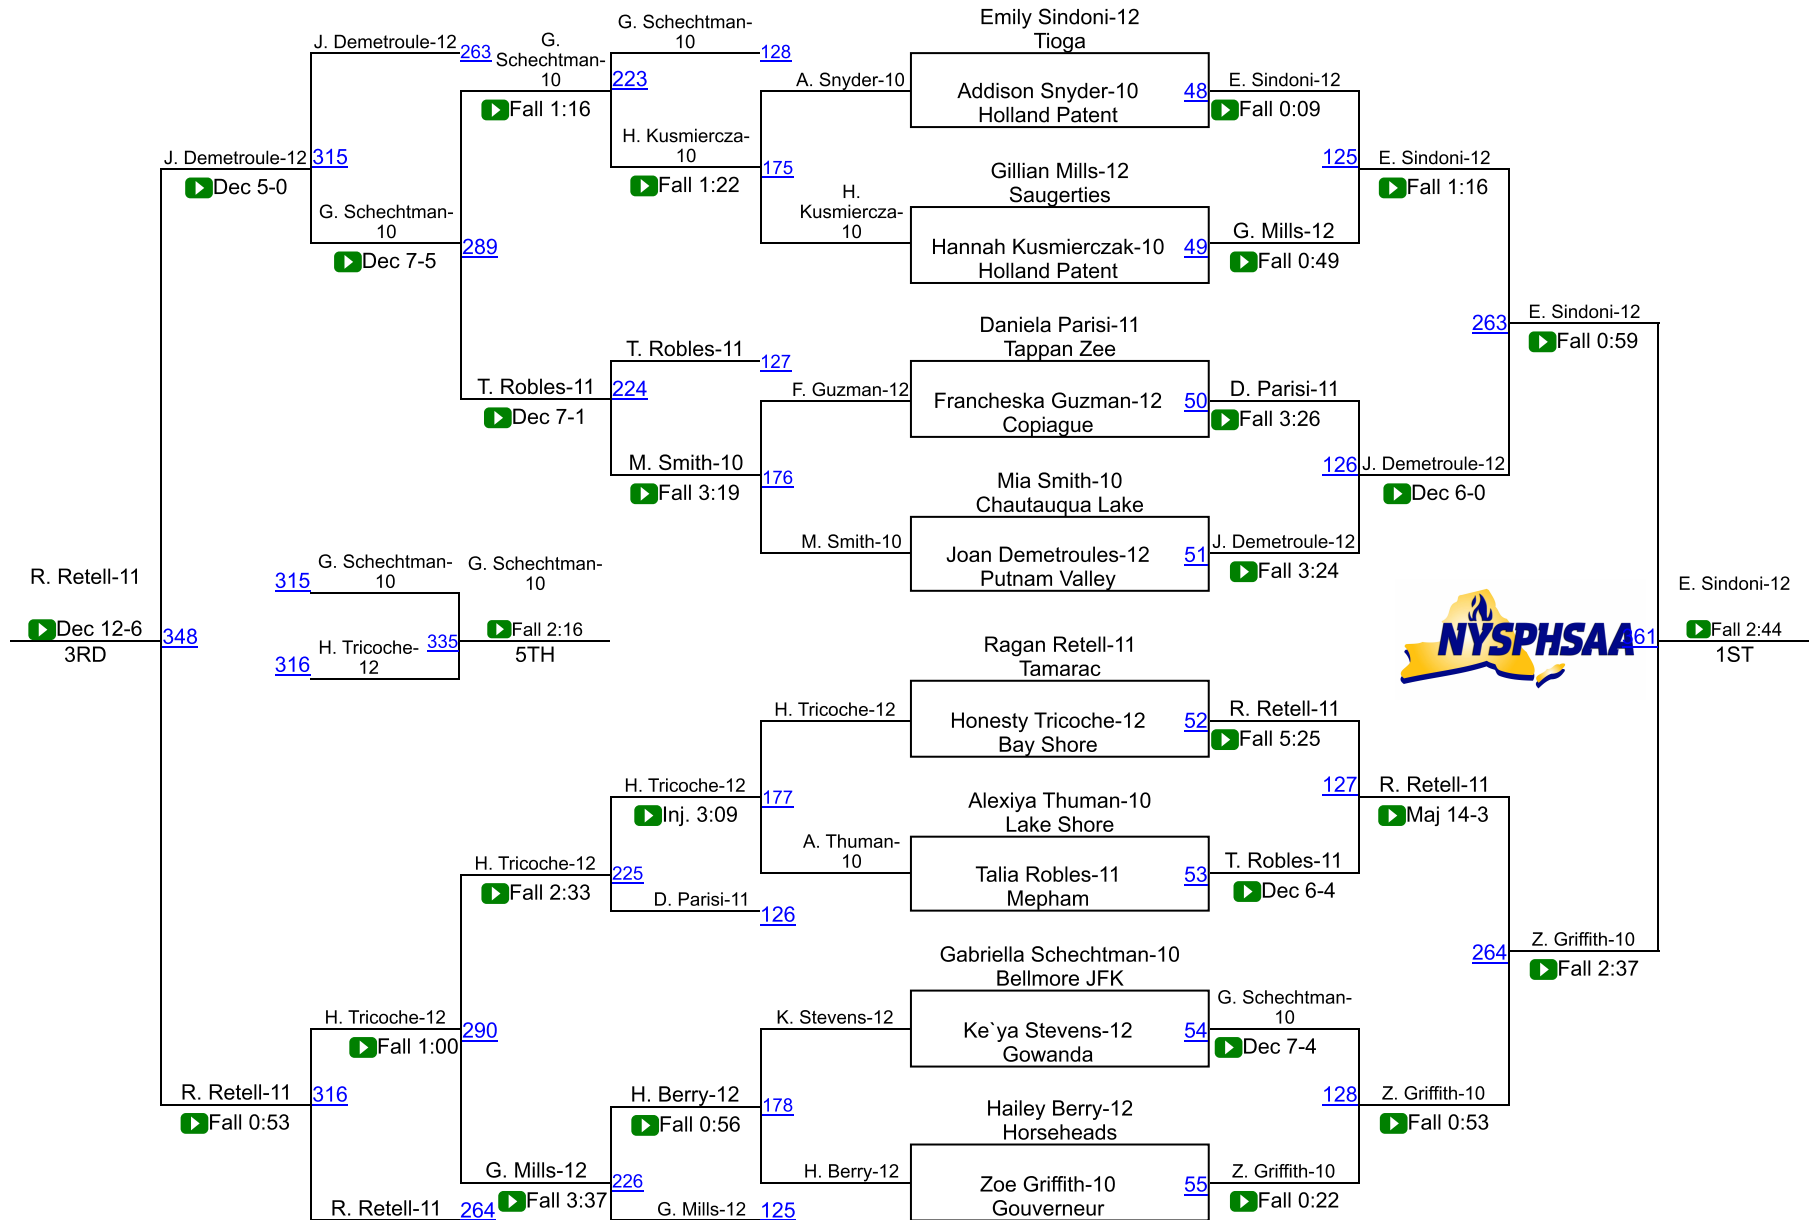 Emily Sindoni-12
Tioga
G. Schechtman-
10
128
J. Demetroule-12
263
G.
Schechtman-
10
223
Fall 1:16
A. Snyder-10
Addison Snyder-10
Holland Patent
48
E. Sindoni-12
Fall 0:09
H. Kusmiercza-
10
Fall 1:22
175
J. Demetroule-12
315
Dec 5-0
Gillian Mills-12
Saugerties
125
E. Sindoni-12
Fall 1:16
G. Schechtman-
10
Dec 7-5
289
H.
Kusmiercza-
10
Hannah Kusmierczak-10
Holland Patent
49
G. Mills-12
Fall 0:49
Daniela Parisi-11
Tappan Zee
263
E. Sindoni-12
Fall 0:59
T. Robles-11
127
T. Robles-11
224
Dec 7-1
F. Guzman-12
Francheska Guzman-12
Copiague
50
D. Parisi-11
Fall 3:26
M. Smith-10
Fall 3:19
176
Mia Smith-10
Chautauqua Lake
126
J. Demetroule-12
Dec 6-0
M. Smith-10
Joan Demetroules-12
Putnam Valley
51
J. Demetroule-12
Fall 3:24
R. Retell-11
Dec 12-6
3RD
348
315
G. Schechtman-
10
316
H. Tricoche-
12
335
G. Schechtman-
10
Fall 2:16
5TH
NYSPHSAA
61
E. Sindoni-12
Fall 2:44
1ST
Ragan Retell-11
Tamarac
H. Tricoche-12
Honesty Tricoche-12
Bay Shore
52
R. Retell-11
Fall 5:25
H. Tricoche-12
Inj. 3:09
177
Alexiya Thuman-10
Lake Shore
127
R. Retell-11
Maj 14-3
H. Tricoche-12
Fall 2:33
225
A. Thuman-
10
Talia Robles-11
Mepham
53
T. Robles-11
Dec 6-4
D. Parisi-11
126
Gabriella Schechtman-10
Bellmore JFK
264
Z. Griffith-10
Fall 2:37
H. Tricoche-12
Fall 1:00
290
K. Stevens-12
Ke`ya Stevens-12
Gowanda
54
G. Schechtman-
10
Dec 7-4
R. Retell-11
Fall 0:53
316
H. Berry-12
Fall 0:56
178
Hailey Berry-12
Horseheads
128
Z. Griffith-10
Fall 0:53
G. Mills-12
Fall 3:37
226
H. Berry-12
Zoe Griffith-10
Gouverneur
55
Z. Griffith-10
Fall 0:22
R. Retell-11
264
G. Mills-12
125